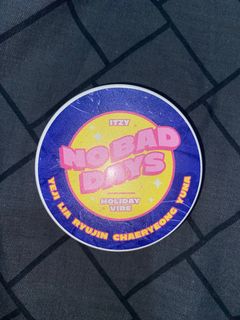 ITZY
NO BAD
DAYS
HOLIDAY
VIBE
YEJI LIA RYUJIN CHAERYEONG YUNA